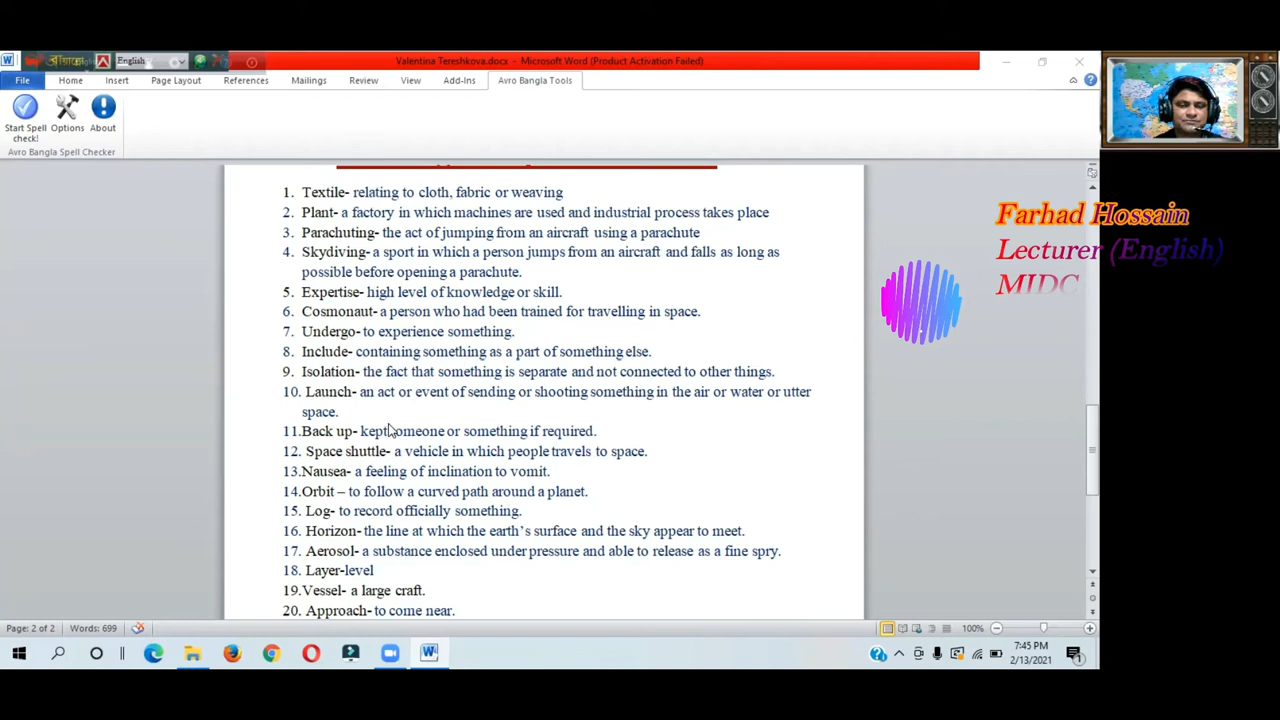 অভ্রতে
English
Valentina Tereshkova.docx - Microsoft Word (Product Activation Failed)
File Home Insert Page Layout References Mailings Review View Add-Ins Avro Bangla Tools
Start Spell check! Options About
Avro Bangla Spell Checker
1. Textile- relating to cloth, fabric or weaving
2. Plant- a factory in which machines are used and industrial process takes place
3. Parachuting- the act of jumping from an aircraft using a parachute
4. Skydiving- a sport in which a person jumps from an aircraft and falls as long as
possible before opening a parachute.
5. Expertise- high level of knowledge or skill.
6. Cosmonaut- a person who had been trained for travelling in space.
7. Undergo- to experience something.
8. Include- containing something as a part of something else.
9. Isolation- the fact that something is separate and not connected to other things.
10. Launch- an act or event of sending or shooting something in the air or water or utter
space.
11.Back up- kept someone or something if required.
12. Space shuttle- a vehicle in which people travels to space.
13.Nausea- a feeling of inclination to vomit.
14.Orbit – to follow a curved path around a planet.
15. Log- to record officially something.
16. Horizon- the line at which the earth's surface and the sky appear to meet.
17. Aerosol- a substance enclosed under pressure and able to release as a fine spry.
18. Layer-level
19.Vessel- a large craft.
20. Approach- to come near.
Farhad Hossain
Lecturer (English)
MIDC
Page: 2 of 2 Words: 699
100%
7:45 PM
2/13/2021